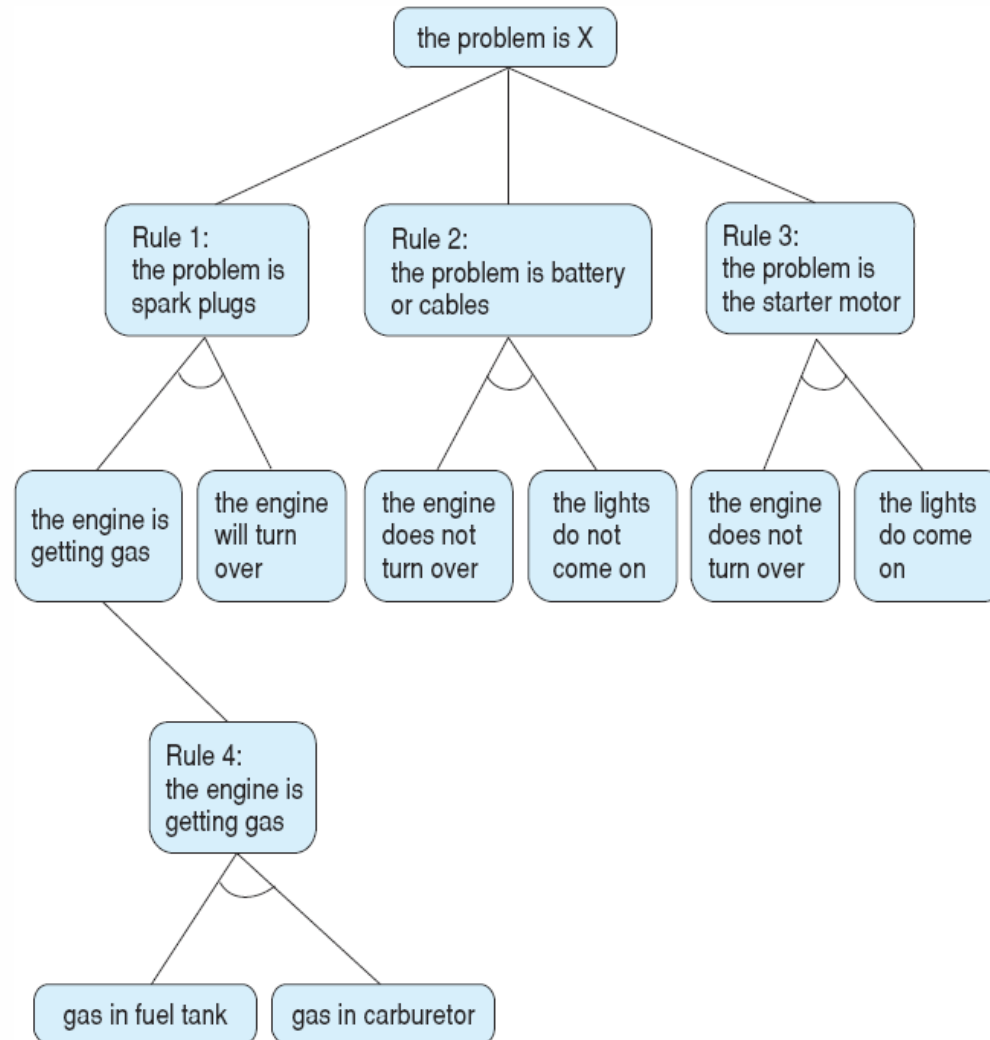 the problem is X
Rule 1:
the problem is
spark plugs
Rule 2:
the problem is battery
or cables
Rule 3:
the problem is
the starter motor
the engine is
getting gas
the engine
will turn
over
the engine
does not
turn over
the lights
do not
come on
the engine
does not
turn over
the lights
do come
on
Rule 4:
the engine is
getting gas
gas in fuel tank
gas in carburetor